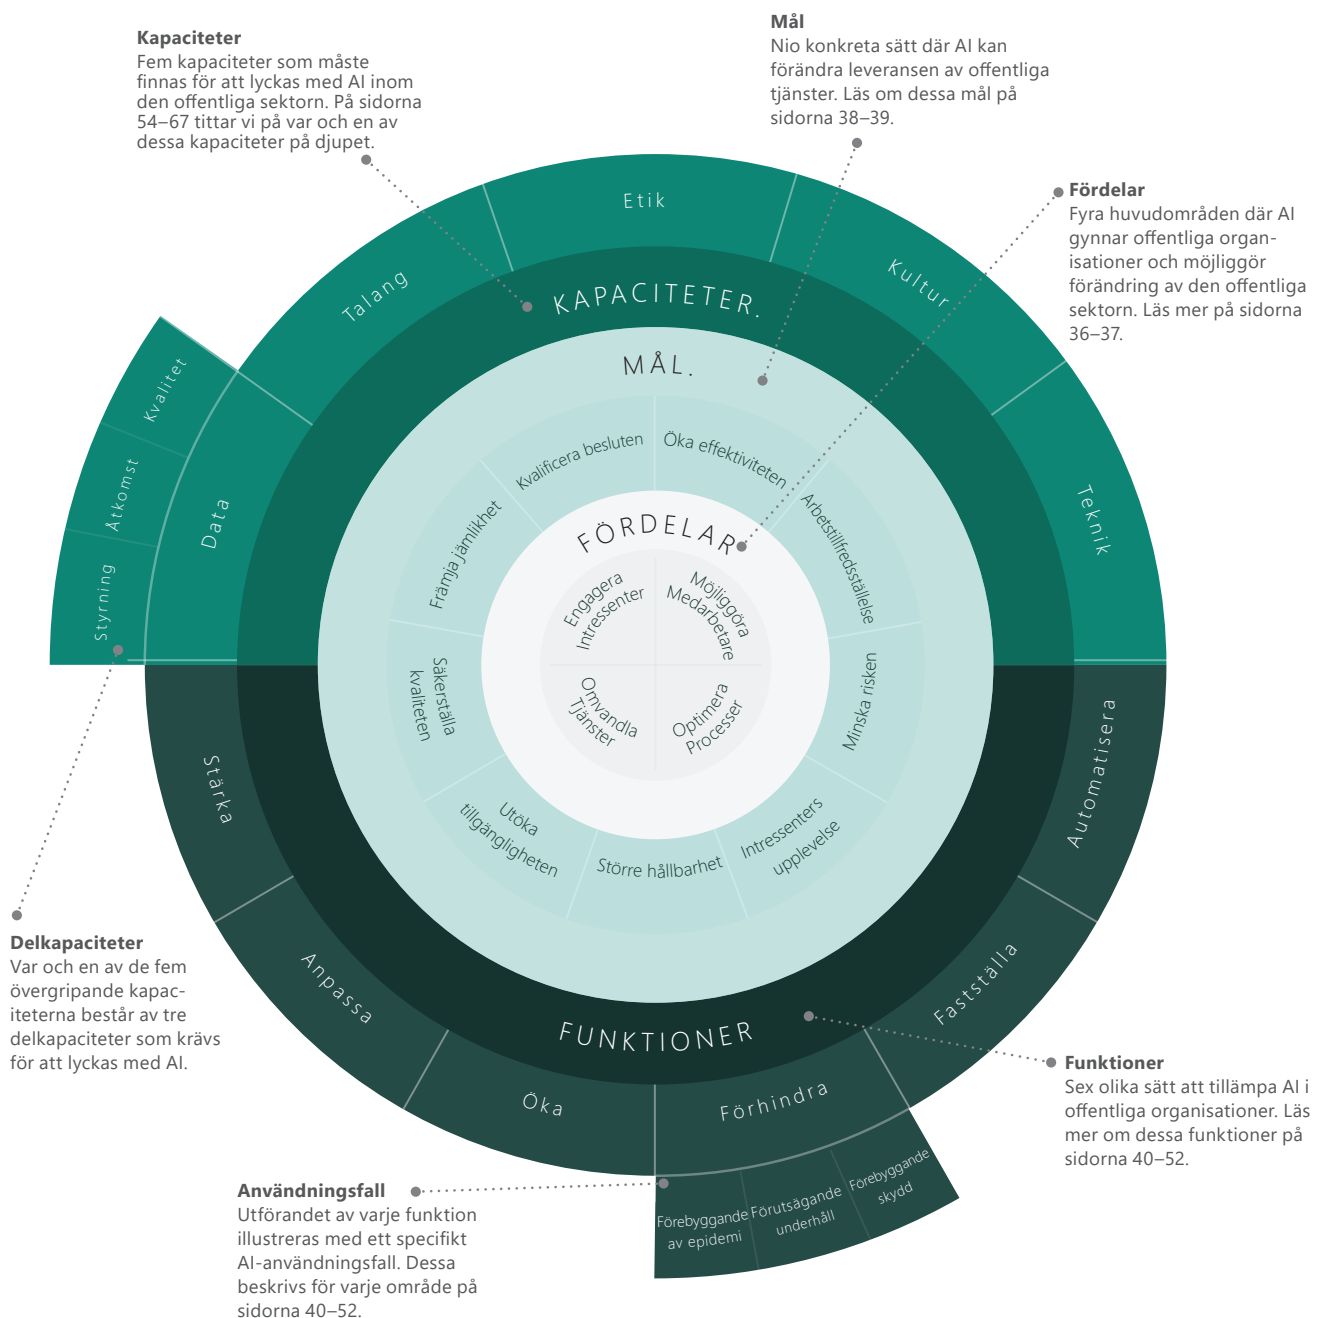 Kapaciteter
Fem kapaciteter som måste
finnas för att lyckas med AI inom
den offentliga sektorn. På sidorna
54–67 tittar vi på var och en av
dessa kapaciteter på djupet.
Mål
Nio konkreta sätt där AI kan
förändra leveransen av offentliga
tjänster. Läs om dessa mål på
sidorna 38–39.
Fördelar
Fyra huvudområden där AI
gynnar offentliga organ-
isationer och möjliggör
förändring av den offentliga
sektorn. Läs mer på sidorna
36–37.
Etik
Talang
Kultur
KAPACITETER.
MÅL.
Kvalitet
Åtkomst
Styrning
Data
Teknik
Kvalificera besluten
Öka effektiviteten
Främja jämlikhet
Arbetstillfredsställelse
FÖRDELAR
Engagera
Intressenter
Möjliggöra
Medarbetare
Omvandla
Tjänster
Optimera
Processer
Säkerställa
kvaliteten
Minska risken
Utöka
tillgängligheten
Större hållbarhet
Intressenters
upplevelse
Stärka
Automatisera
Anpassa
Fastställa
FUNKTIONER
Öka
Förhindra
Förebyggande
av epidemi
Förutsägande
underhåll
Förebyggande
skydd
Delkapaciteter
Var och en av de fem
övergripande kapac-
iteterna består av tre
delkapaciteter som krävs
för att lyckas med AI.
Funktioner
Sex olika sätt att tillämpa AI i
offentliga organisationer. Läs
mer om dessa funktioner på
sidorna 40–52.
Användningsfall
Utförandet av varje funktion
illustreras med ett specifikt
AI-användningsfall. Dessa
beskrivs för varje område på
sidorna 40–52.